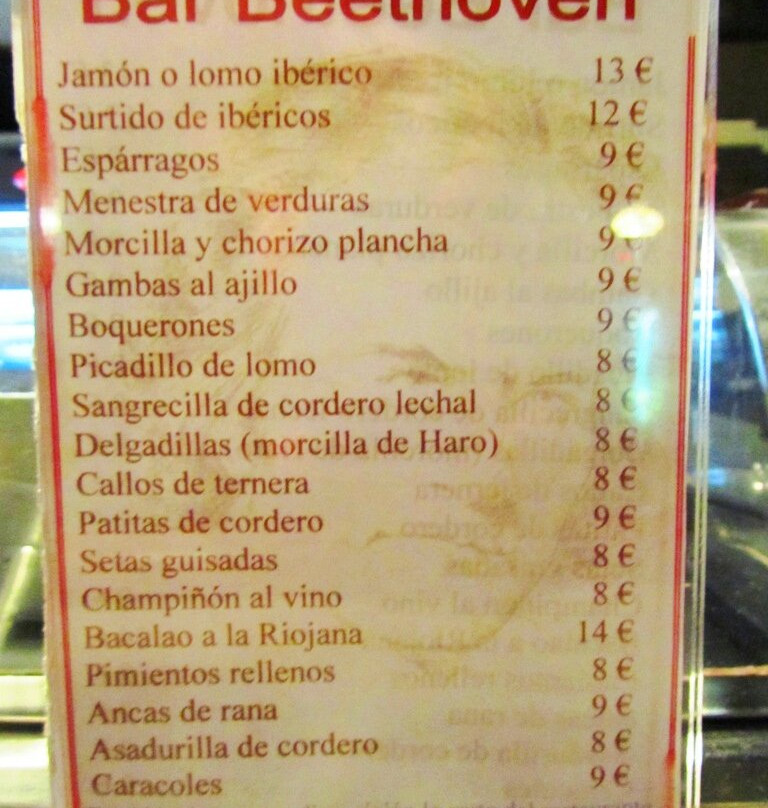 Bar Beethoven
Jamón o lomo ibérico 13 €
Surtido de ibéricos 12 €
Espárragos 9 €
Menestra de verduras 9 €
Morcilla y chorizo plancha 9 €
Gambas al ajillo 9 €
Boquerones 9 €
Picadillo de lomo 8 €
Sangrecilla de cordero lechal 8 €
Delgadillas (morcilla de Haro) 8 €
Callos de ternera 8 €
Patitas de cordero 9 €
Setas guisadas 8 €
Champiñón al vino 8 €
Bacalao a la Riojana 14 €
Pimientos rellenos 8 €
Ancas de rana 9 €
Asadurilla de cordero 8 €
Caracoles 9 €